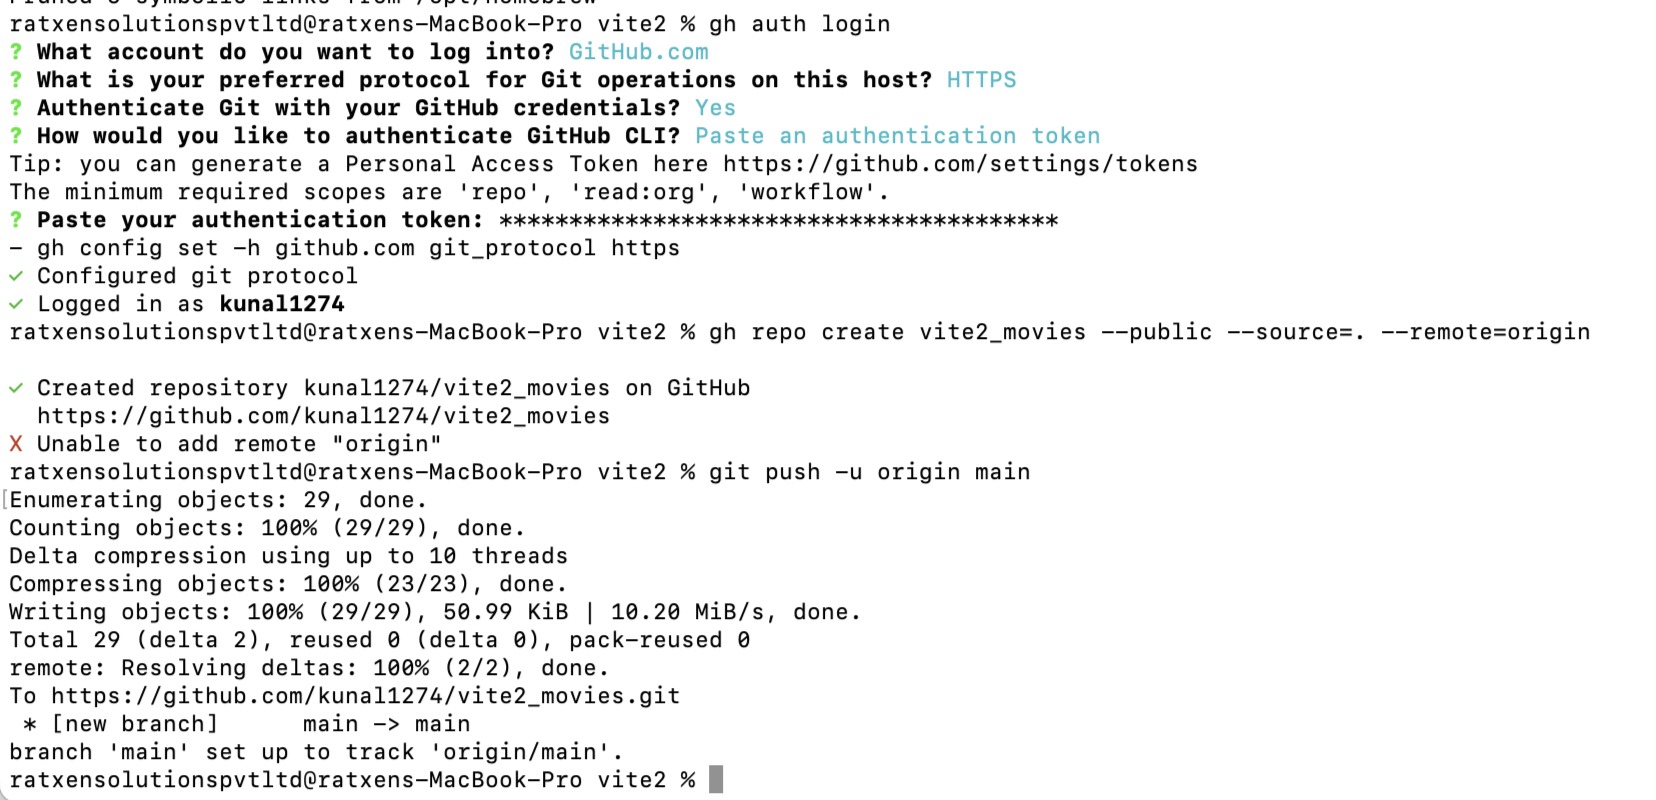 ratxensolutionspvtltd@ratxens-MacBook-Pro vite2 % gh auth login
? What account do you want to log into? GitHub.com
? What is your preferred protocol for Git operations on this host? HTTPS
? Authenticate Git with your GitHub credentials? Yes
? How would you like to authenticate GitHub CLI? Paste an authentication token
Tip: you can generate a Personal Access Token here https://github.com/settings/tokens
The minimum required scopes are 'repo', 'read:org', 'workflow'.
? Paste your authentication token: ****************************************
- gh config set -h github.com git_protocol https
✓ Configured git protocol
✓ Logged in as kunal1274
ratxensolutionspvtltd@ratxens-MacBook-Pro vite2 % gh repo create vite2_movies --public --source=. --remote=origin
✓ Created repository kunal1274/vite2_movies on GitHub
https://github.com/kunal1274/vite2_movies
X Unable to add remote "origin"
ratxensolutionspvtltd@ratxens-MacBook-Pro vite2 % git push -u origin main
Enumerating objects: 29, done.
Counting objects: 100% (29/29), done.
Delta compression using up to 10 threads
Compressing objects: 100% (23/23), done.
Writing objects: 100% (29/29), 50.99 KiB | 10.20 MiB/s, done.
Total 29 (delta 2), reused 0 (delta 0), pack-reused 0
remote: Resolving deltas: 100% (2/2), done.
To https://github.com/kunal1274/vite2_movies.git
* [new branch]      main -> main
branch 'main' set up to track 'origin/main'.
ratxensolutionspvtltd@ratxens-MacBook-Pro vite2 %